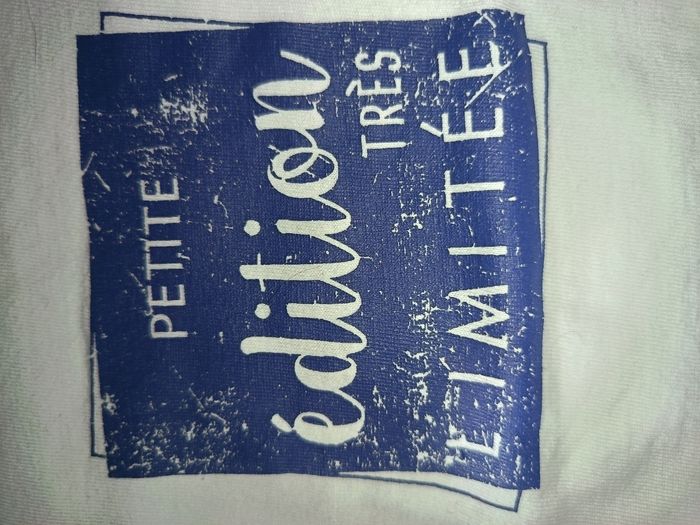 PETITE
édition
TRÈS
LIMITÉE